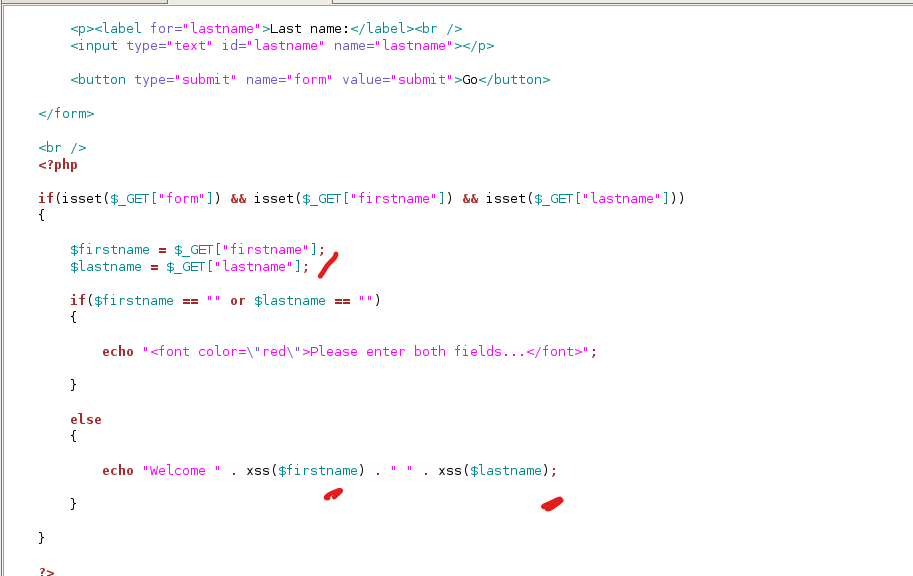 <p><label for="lastname">Last name:</label><br />
<input type="text" id="lastname" name="lastname"></p>
<button type="submit" name="form" value="submit">Go</button>
</form>
<br />
<?php
if(isset($_GET["form"]) && isset($_GET["firstname"]) && isset($_GET["lastname"]))
{
$firstname = $_GET["firstname"];
$lastname = $_GET["lastname"];
if($firstname == "" or $lastname == "")
{
echo "<font color=\"red\">Please enter both fields...</font>";
}
else
{
echo "Welcome " . xss($firstname) . " " . xss($lastname);
}
}
?>